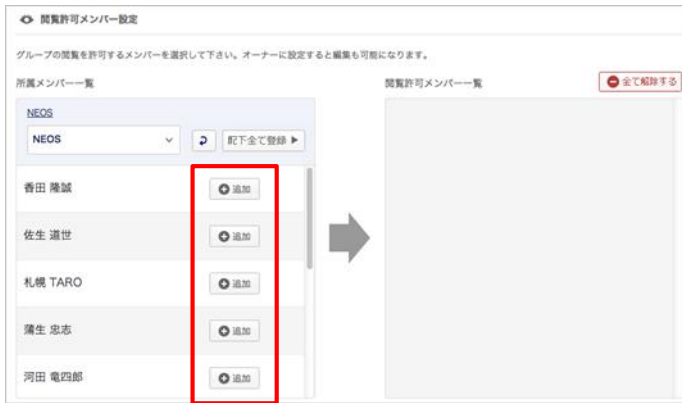 閲覧許可メンバー設定
グループの閲覧を許可するメンバーを選択して下さい。オーナーに設定すると編集も可能になります。
所属メンバー一覧
閲覧許可メンバー一覧
全て解除する
NEOS
NEOS
配下全て登録 ▶
香田 隆誠
追加
佐生 道世
追加
札幌 TARO
追加
蒲生 忠志
追加
河田 竜四郎
追加